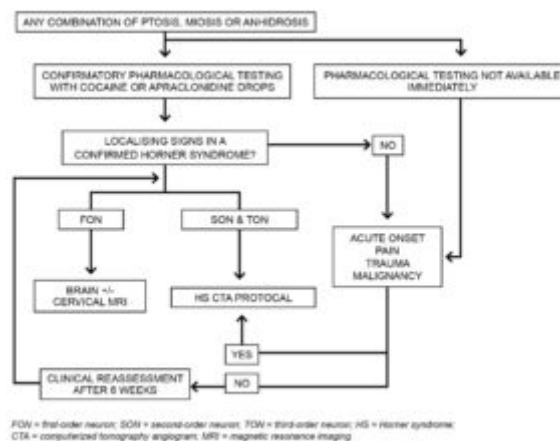 ANY COMBINATION OF PTOSIS, MIOSIS OR ANHIDROSIS
CONFIRMATORY PHARMACOLOGICAL TESTING
WITH COCAINE OR APRACLONIDINE DROPS
PHARMACOLOGICAL TESTING NOT AVAILABLE
IMMEDIATELY
LOCALISING SIGNS IN A
CONFIRMED HORNER SYNDROME?
NO
FON
SON & TON
ACUTE ONSET
PAIN
TRAUMA
MALIGNANCY
BRAIN +/-
CERVICAL MRI
HS CTA PROTOCAL
YES
CLINICAL REASSESSMENT
AFTER 6 WEEKS
NO
FON = first-order neuron; SON = second-order neuron; TON = third-order neuron; HS = Horner syndrome;
CTA = computerized tomography angiogram; MRI = magnetic resonance imaging